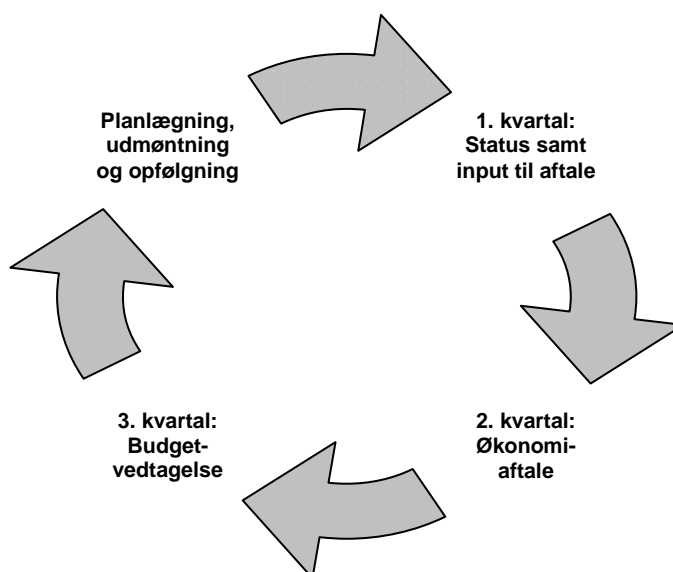 Planlægning,
udmøntning
og opfølgning
1. kvartal:
Status samt
input til aftale
2. kvartal:
Økonomi-
aftale
3. kvartal:
Budget-
vedtagelse